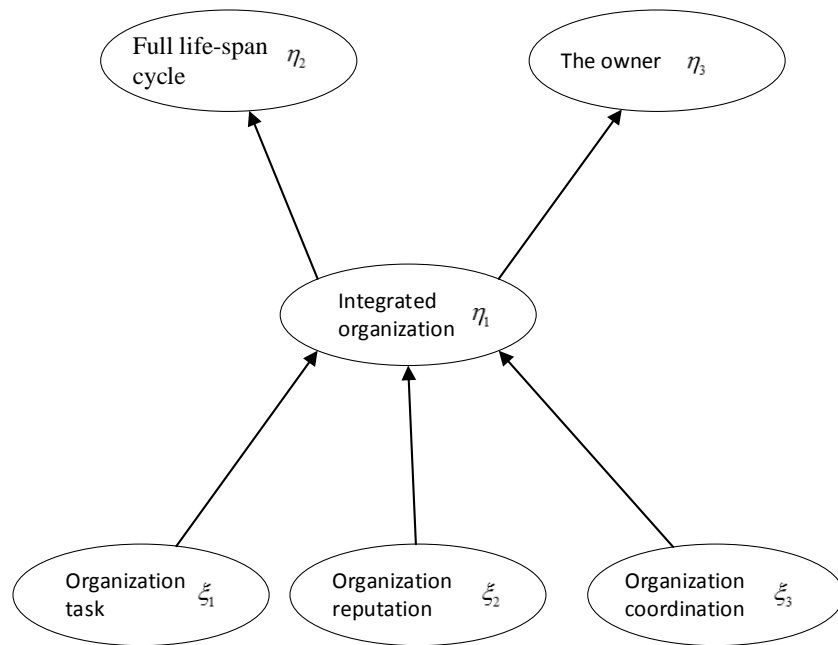 Full life-span
cycle η₂
The owner η₃
Integrated
organization η₁
Organization
task ξ₁
Organization
reputation ξ₂
Organization
coordination ξ₃